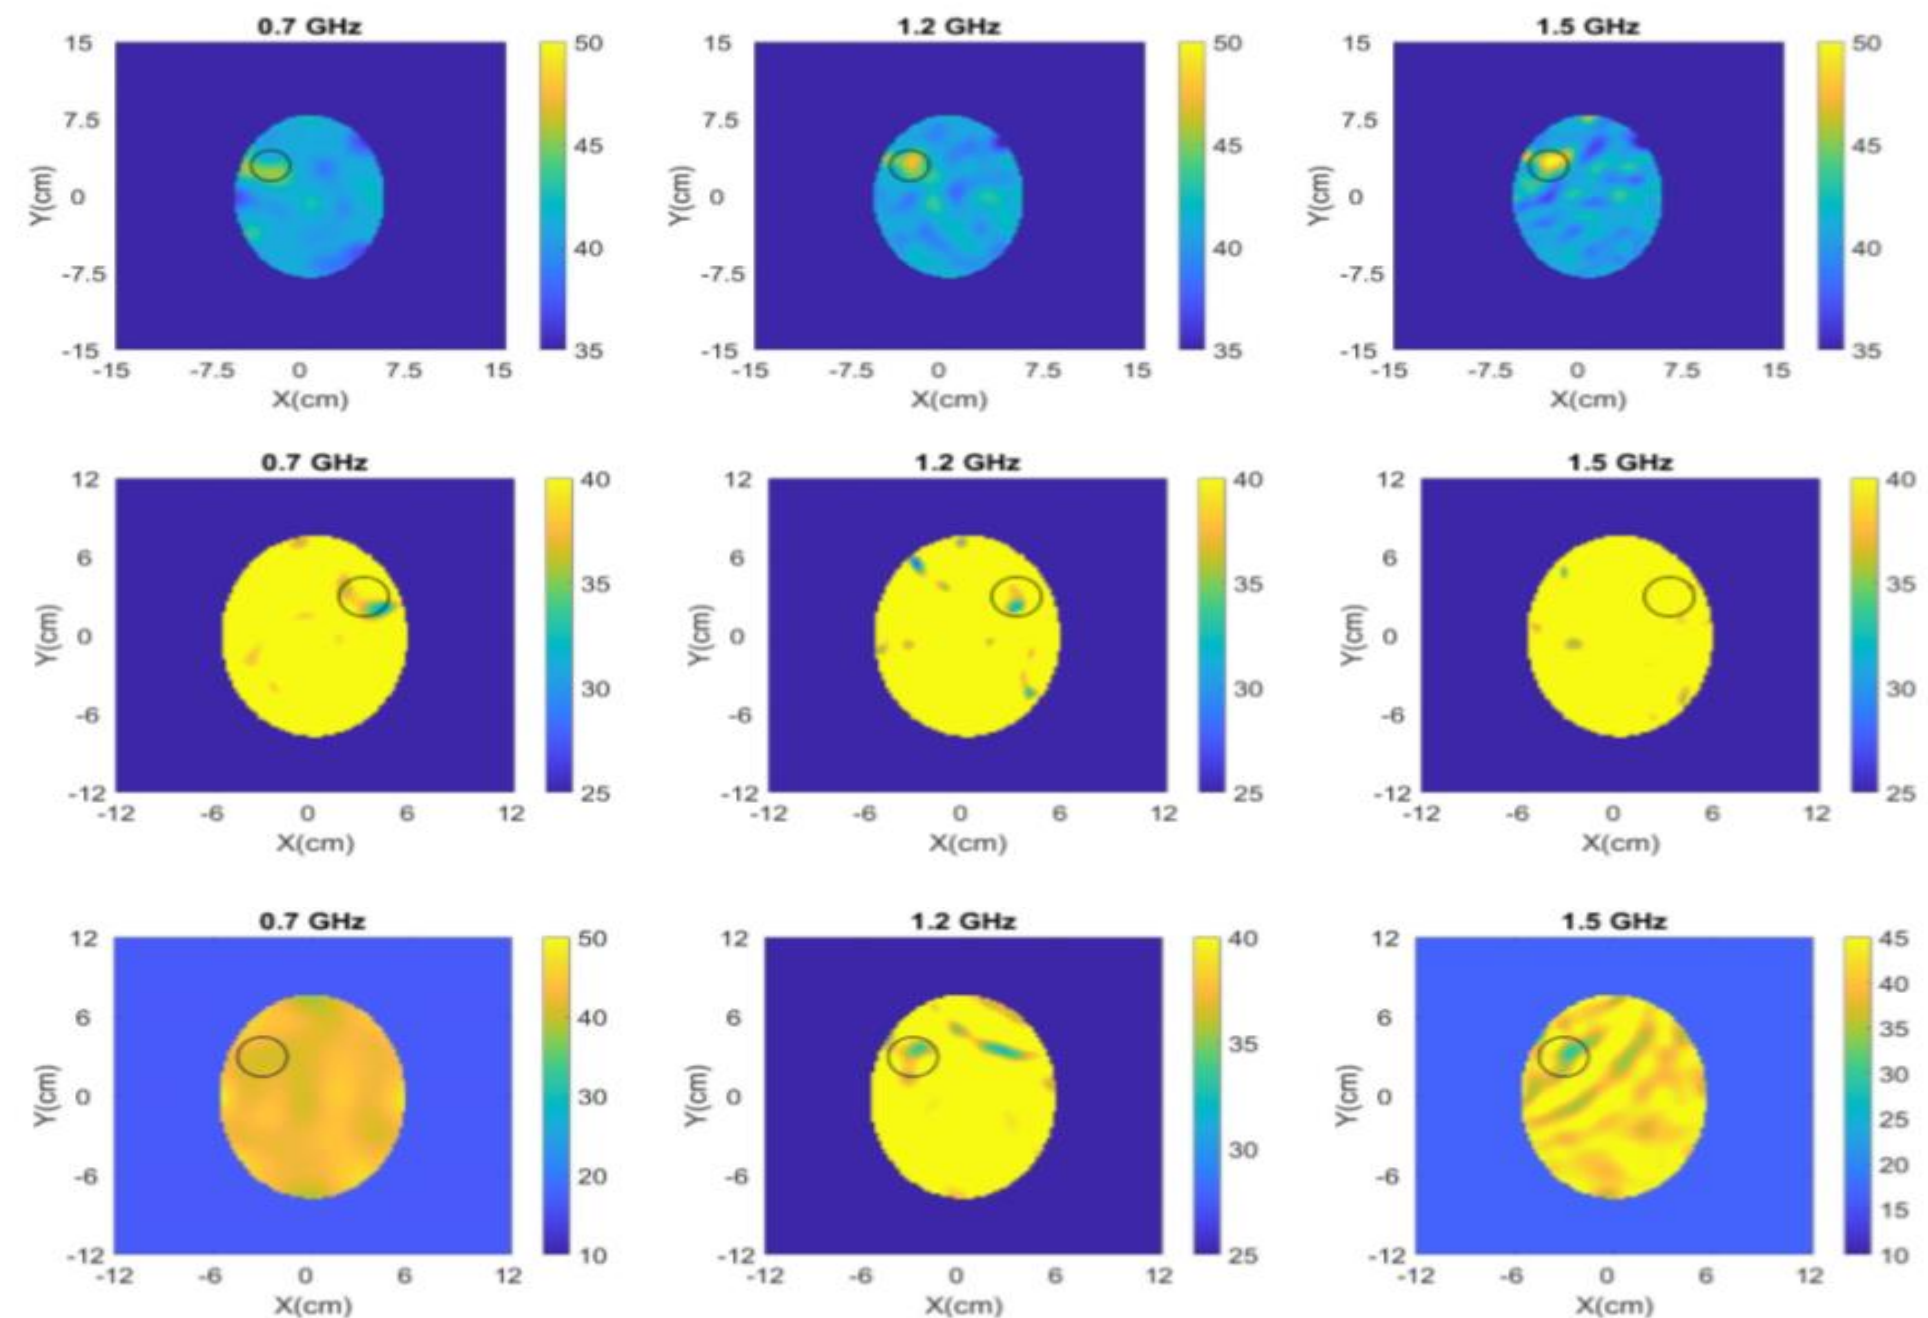 0.7 GHz 1.2 GHz 1.5 GHz
15 50 15 50 15 50
7.5 45 7.5 45 7.5 45
Y(cm) 0 Y(cm) 0 Y(cm) 0
40 40 40
-7.5 -7.5 -7.5
-15 35 -15 35 -15 35
-15 -7.5 0 7.5 15 -15 -7.5 0 7.5 15 -15 -7.5 0 7.5 15
X(cm) X(cm) X(cm)
0.7 GHz 1.2 GHz 1.5 GHz
12 40 12 40 12 40
6 35 6 35 6 35
Y(cm) 0 Y(cm) 0 Y(cm) 0
30 30 30
-6 -6 -6
-12 25 -12 25 -12 25
-12 -6 0 6 12 -12 -6 0 6 12 -12 -6 0 6 12
X(cm) X(cm) X(cm)
0.7 GHz 1.2 GHz 1.5 GHz
12 50 12 40 12 45
40
6 40 6 35 6 35
Y(cm) 0 30 Y(cm) 0 Y(cm) 0 30
30 25
-6 20 -6 -6 20
15
-12 10 -12 25 -12 10
-12 -6 0 6 12 -12 -6 0 6 12 -12 -6 0 6 12
X(cm) X(cm) X(cm)